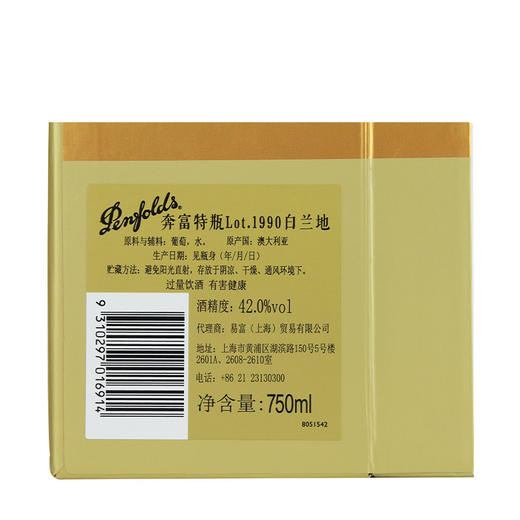 Penfolds®
奔富特瓶Lot.1990白兰地
原料与辅料：葡萄，水。 原产国：澳大利亚
生产日期：见瓶身（年/月/日）
贮藏方法：避免阳光直射，存放于阴凉、干燥、通风环境下。
过量饮酒 有害健康
酒精度：42.0%vol
代理商：易富（上海）贸易有限公司
地址：上海市黄浦区湖滨路150号5号楼
2601A、2608-2610室
电话：+86 21 23130300
净含量：750ml
8051542
9310297016914